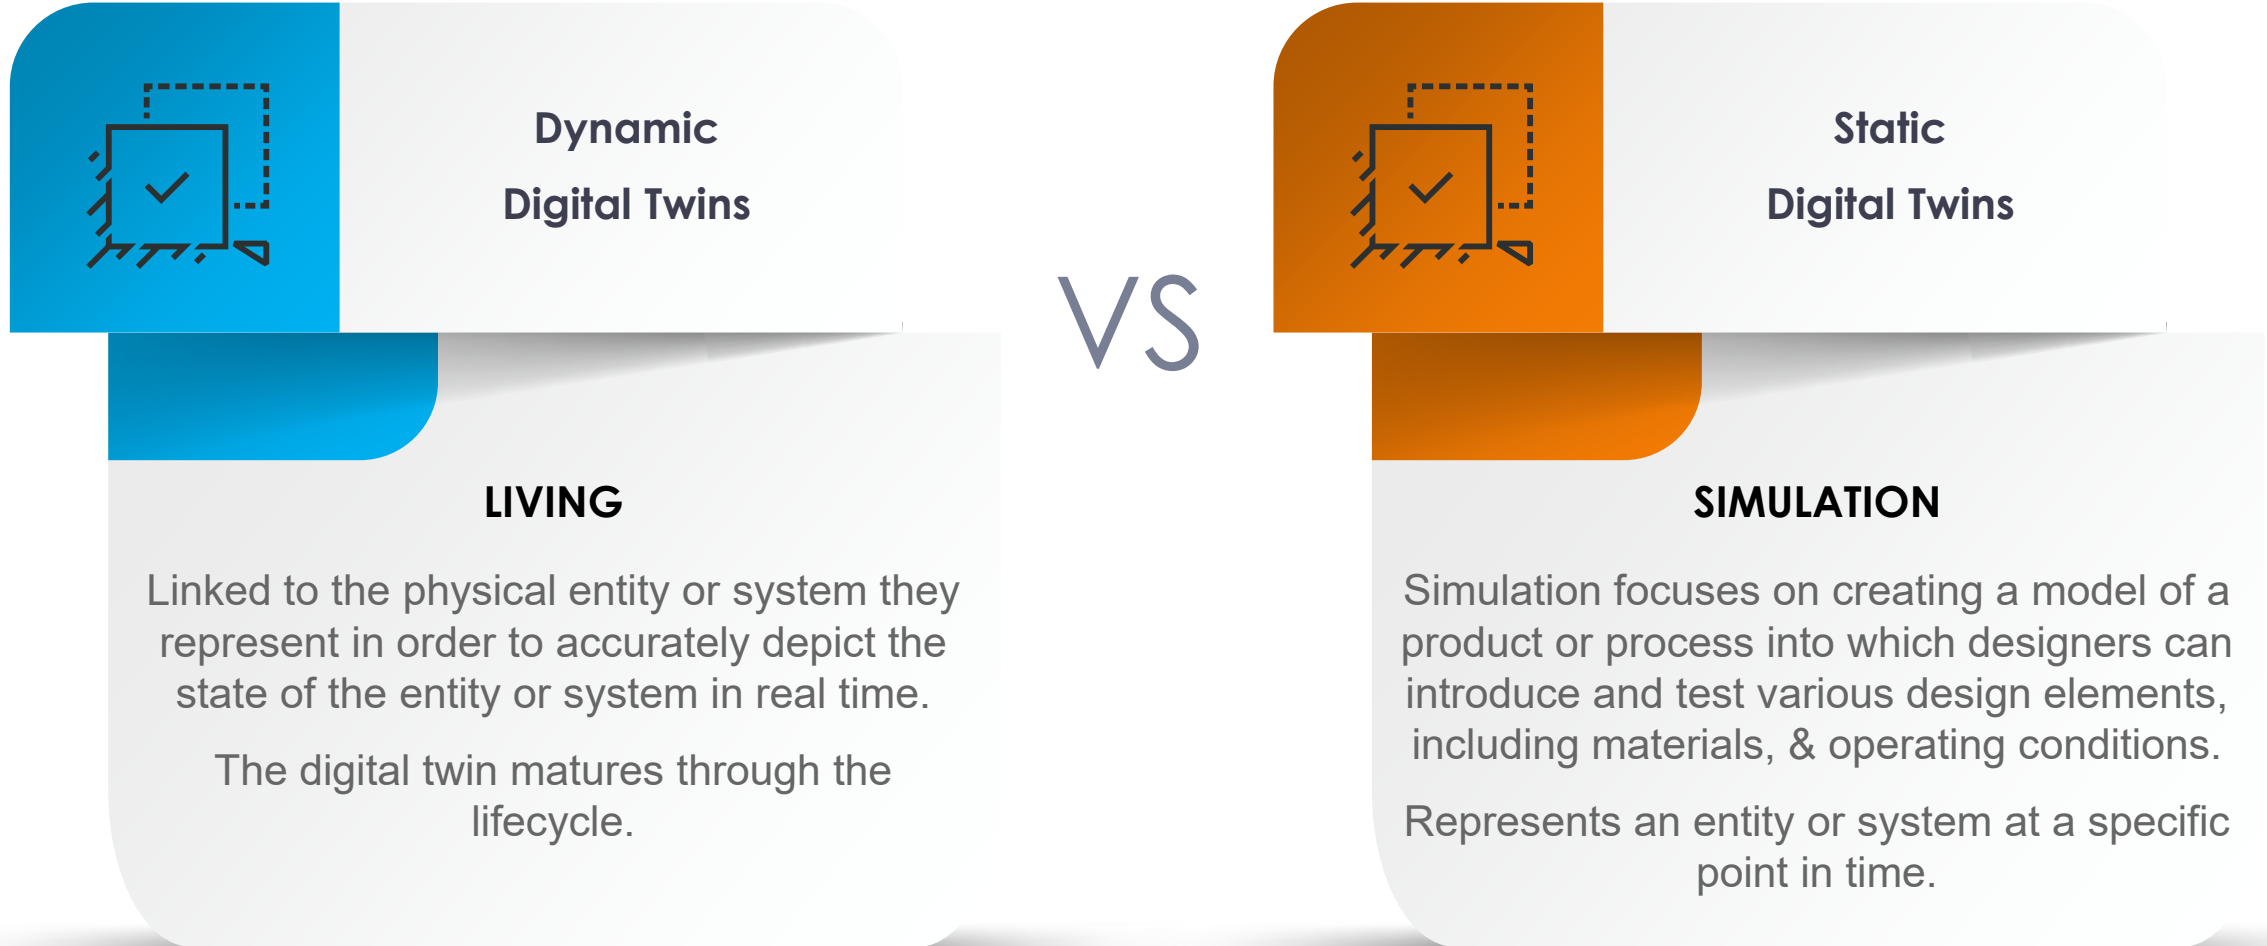 Dynamic
Digital Twins
LIVING
Linked to the physical entity or system they
represent in order to accurately depict the
state of the entity or system in real time.
The digital twin matures through the
lifecycle.
VS
Static
Digital Twins
SIMULATION
Simulation focuses on creating a model of a
product or process into which designers can
introduce and test various design elements,
including materials, & operating conditions.
Represents an entity or system at a specific
point in time.